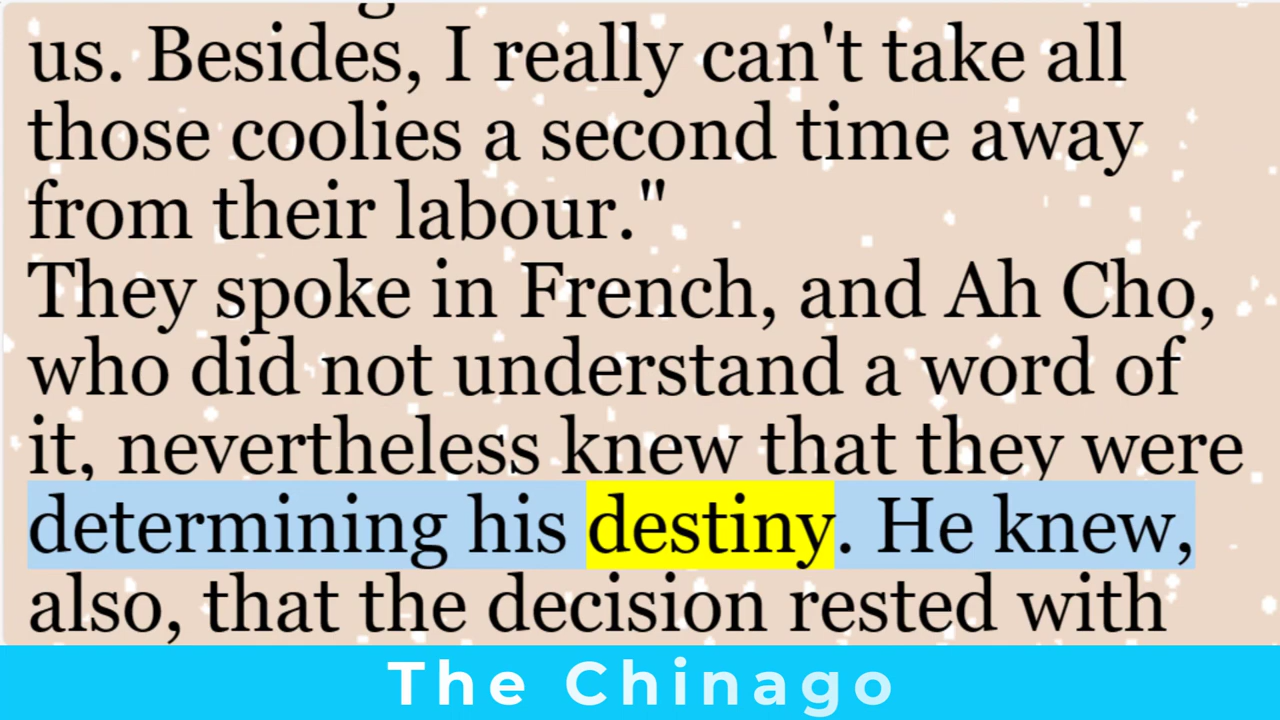 us. Besides, I really can't take all
those coolies a second time away
from their labour."
They spoke in French, and Ah Cho,
who did not understand a word of
it, nevertheless knew that they were
determining his destiny. He knew,
also, that the decision rested with
The Chinago